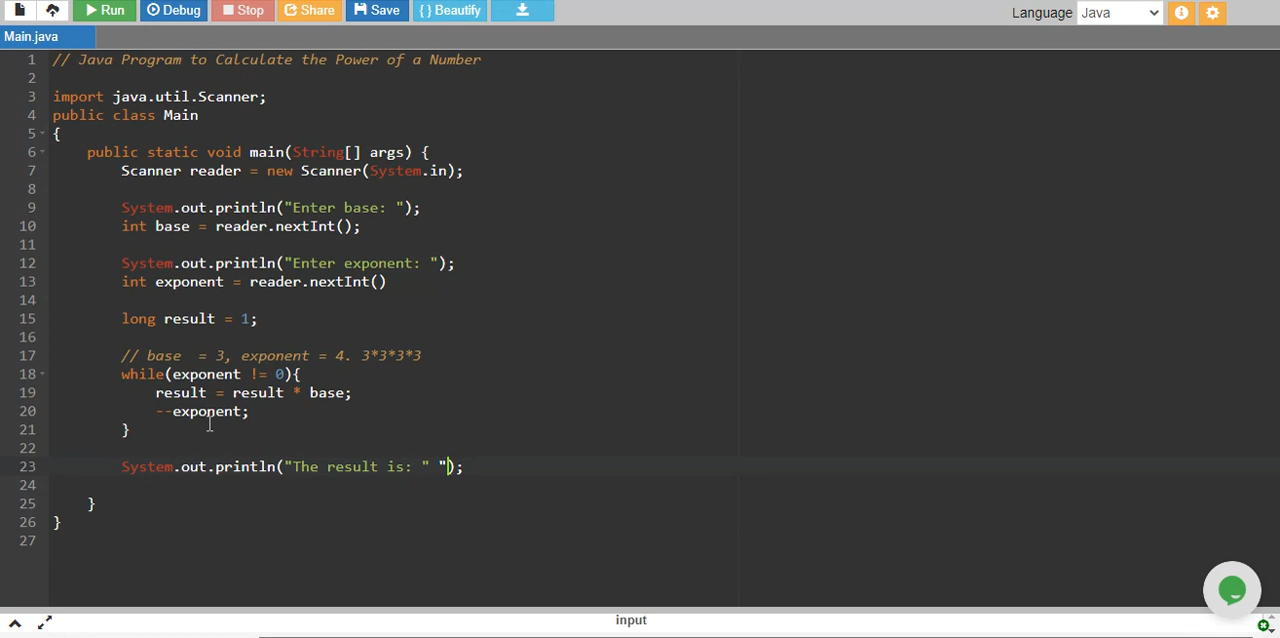 Run Debug Stop Share Save { } Beautify Language Java
Main.java
1 // Java Program to Calculate the Power of a Number
2
3 import java.util.Scanner;
4 public class Main
5 {
6 public static void main(String[] args) {
7 Scanner reader = new Scanner(System.in);
8
9 System.out.println("Enter base: ");
10 int base = reader.nextInt();
11
12 System.out.println("Enter exponent: ");
13 int exponent = reader.nextInt()
14
15 long result = 1;
16
17 // base  = 3, exponent = 4. 3*3*3*3
18 while(exponent != 0){
19 result = result * base;
20 --exponent;
21 }
22
23 System.out.println("The result is: " ");
24
25 }
26 }
27
input